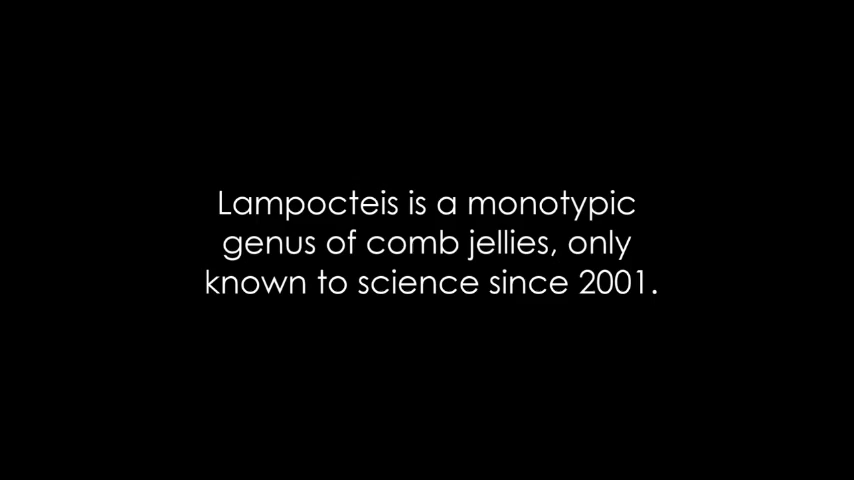 Lampocteis is a monotypic
genus of comb jellies, only
known to science since 2001.